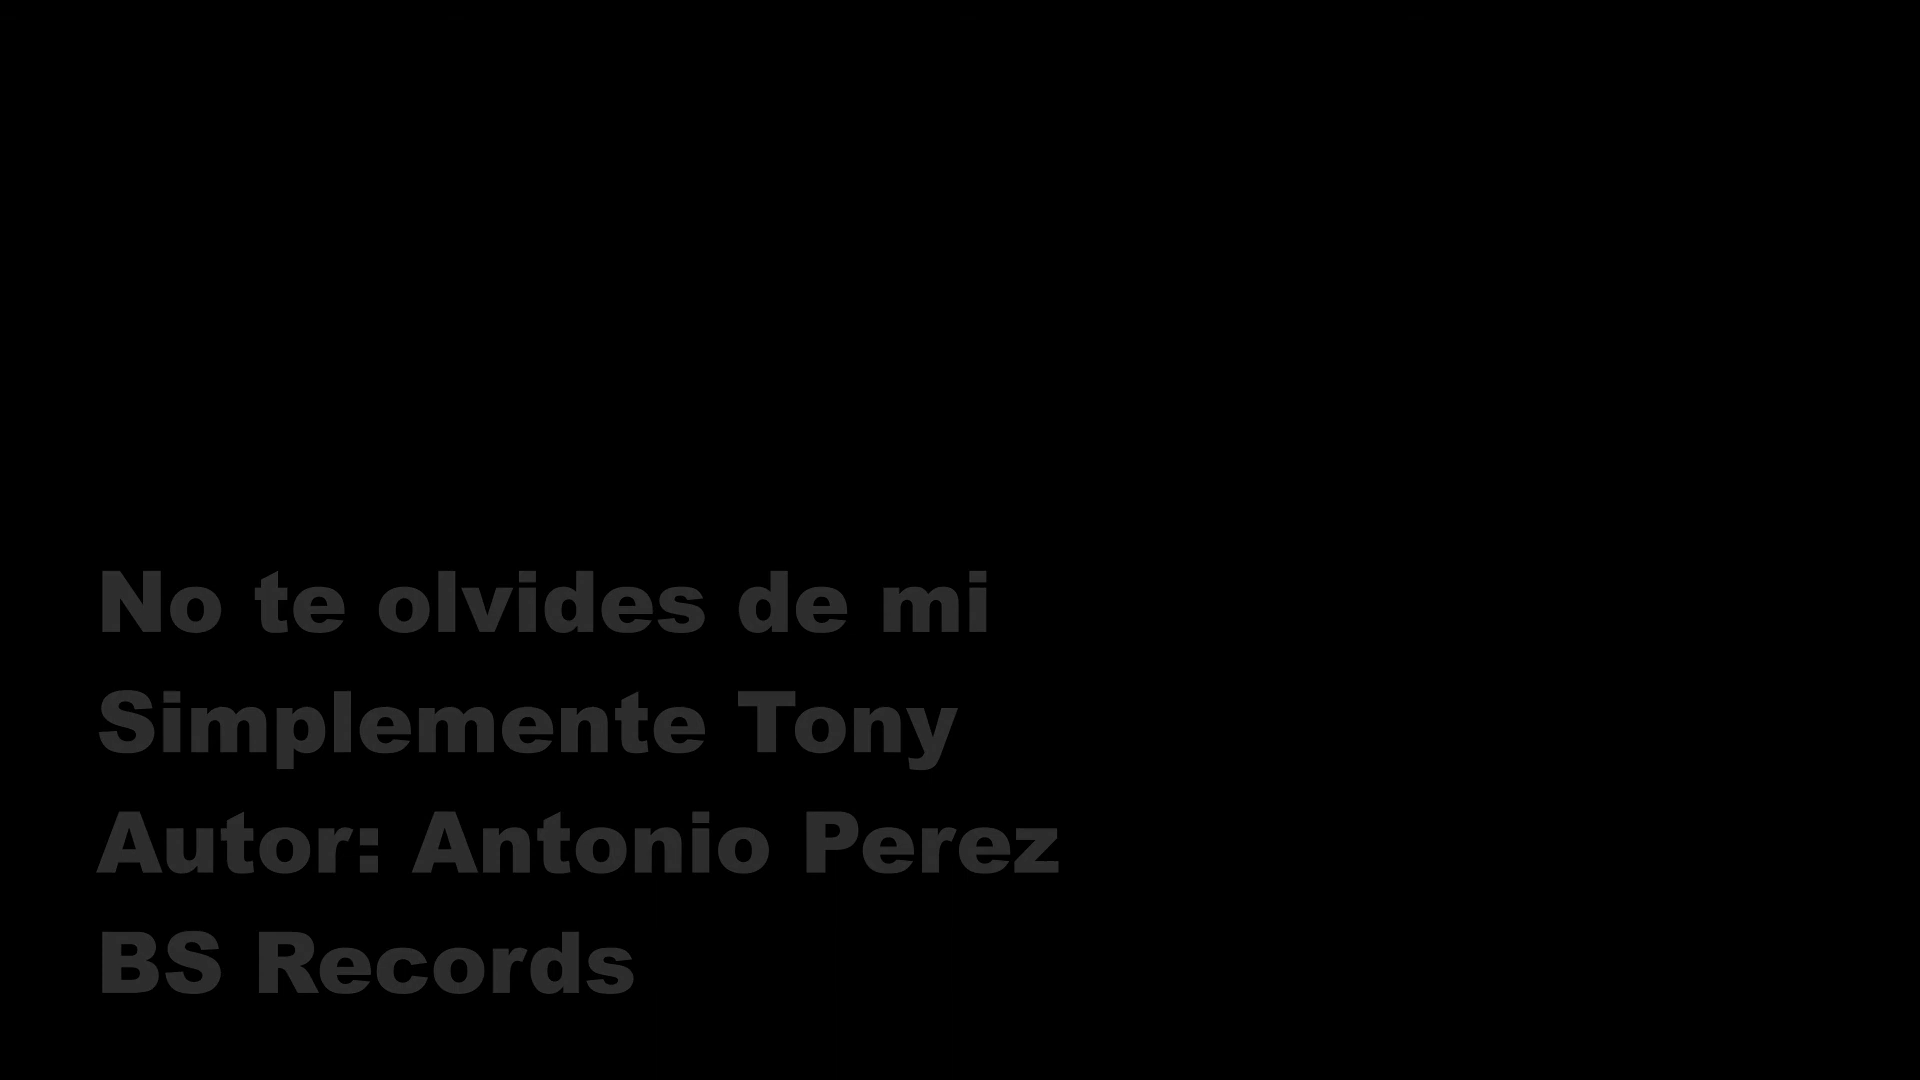 No te olvides de mi
Simplemente Tony
Autor: Antonio Perez
BS Records